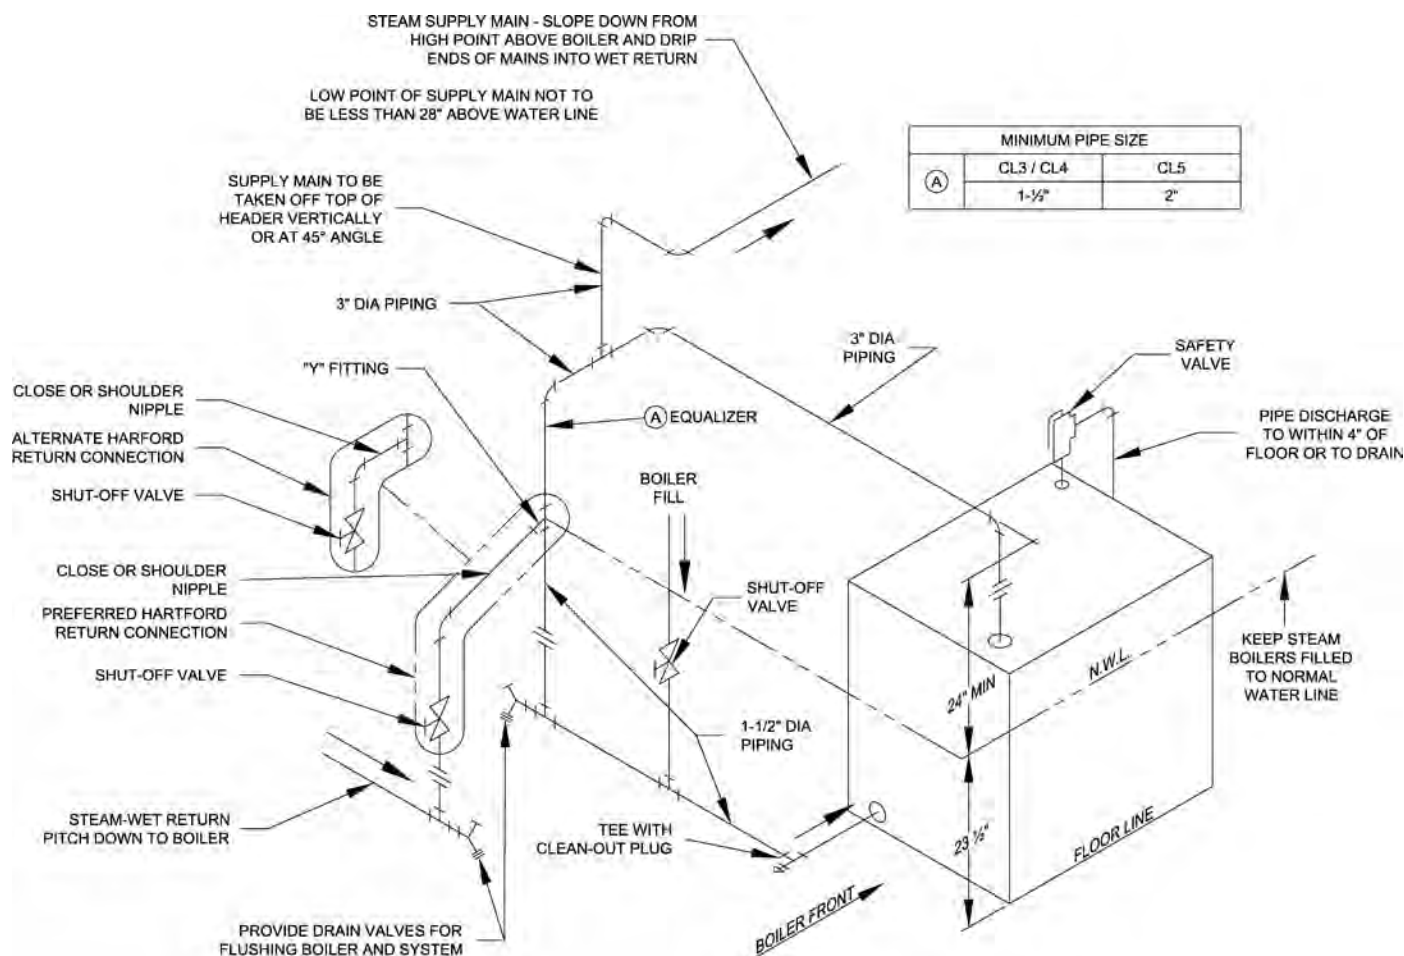 STEAM SUPPLY MAIN - SLOPE DOWN FROM
HIGH POINT ABOVE BOILER AND DRIP
ENDS OF MAINS INTO WET RETURN
LOW POINT OF SUPPLY MAIN NOT TO
BE LESS THAN 28" ABOVE WATER LINE
MINIMUM PIPE SIZE
A
CL3 / CL4
CL5
1-½"
2"
SUPPLY MAIN TO BE
TAKEN OFF TOP OF
HEADER VERTICALLY
OR AT 45° ANGLE
3" DIA PIPING
3" DIA
PIPING
SAFETY
VALVE
"Y" FITTING
CLOSE OR SHOULDER
NIPPLE
A EQUALIZER
PIPE DISCHARGE
TO WITHIN 4" OF
FLOOR OR TO DRAIN
ALTERNATE HARFORD
RETURN CONNECTION
SHUT-OFF VALVE
BOILER
FILL
CLOSE OR SHOULDER
NIPPLE
SHUT-OFF
VALVE
PREFERRED HARTFORD
RETURN CONNECTION
KEEP STEAM
BOILERS FILLED
TO NORMAL
WATER LINE
N.W.L.
24" MIN
SHUT-OFF VALVE
1-1/2" DIA
PIPING
STEAM-WET RETURN
PITCH DOWN TO BOILER
TEE WITH
CLEAN-OUT PLUG
23 ½"
FLOOR LINE
BOILER FRONT
PROVIDE DRAIN VALVES FOR
FLUSHING BOILER AND SYSTEM